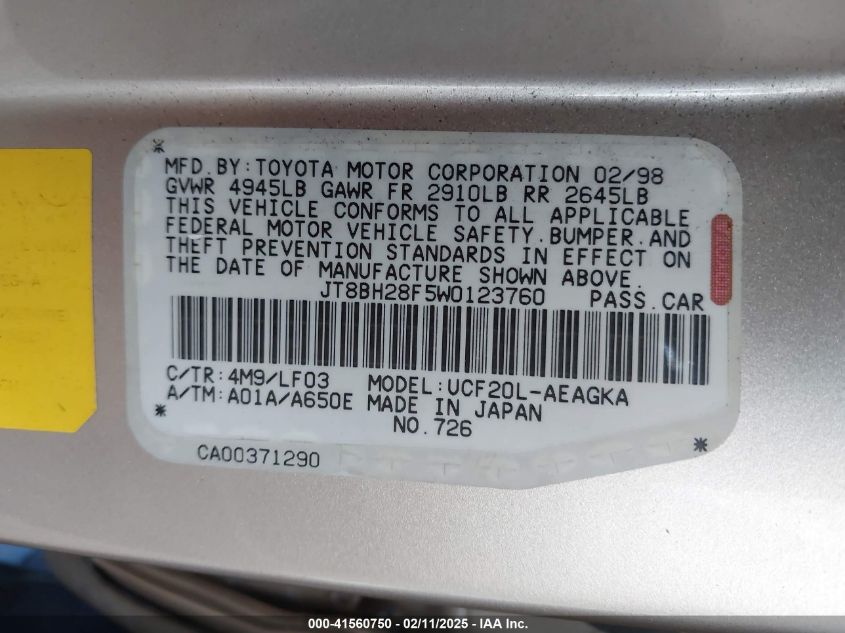 MFD.BY:TOYOTA MOTOR CORPORATION 02/98
GVWR 4945LB GAWR FR 2910LB RR 2645LB
THIS VEHICLE CONFORMS TO ALL APPLICABLE
FEDERAL MOTOR VEHICLE SAFETY.BUMPER.AND
THEFT PREVENTION STANDARDS IN EFFECT ON
THE DATE OF MANUFACTURE SHOWN ABOVE.
JT8BH28F5W0123760 PASS.CAR
C/TR:4M9/LF03 MODEL:UCF20L-AEAGKA
A/TM:A01A/A650E MADE IN JAPAN
NO.726
CA00371290
000-41560750 / 02/11/2025 - IAA Inc.